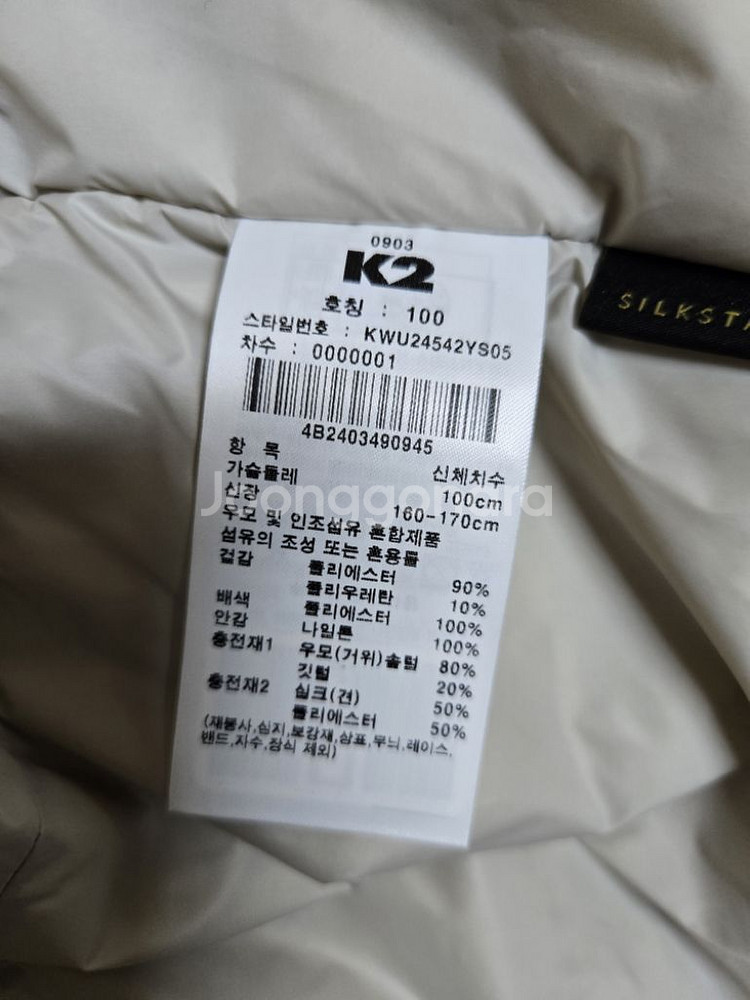 0903
K2
호칭 : 100
스타일번호 : KWU24542YS05
차수 : 0000001
4B2403490945
항 목 신체치수
가슴둘레 100cm
신장 160-170cm
우모 및 인조섬유 혼합제품
섬유의 조성 또는 혼용률
겉감 폴리에스터 90%
폴리우레탄 10%
배색 폴리에스터 100%
안감 나일론 100%
충전재1 우모(거위)솜털 80%
깃털 20%
충전재2 실크(견) 50%
폴리에스터 50%
(재봉사,심지,보강재,상표,무늬,레이스,
밴드,자수,장식 제외)
SILKSTA
Joonggonara